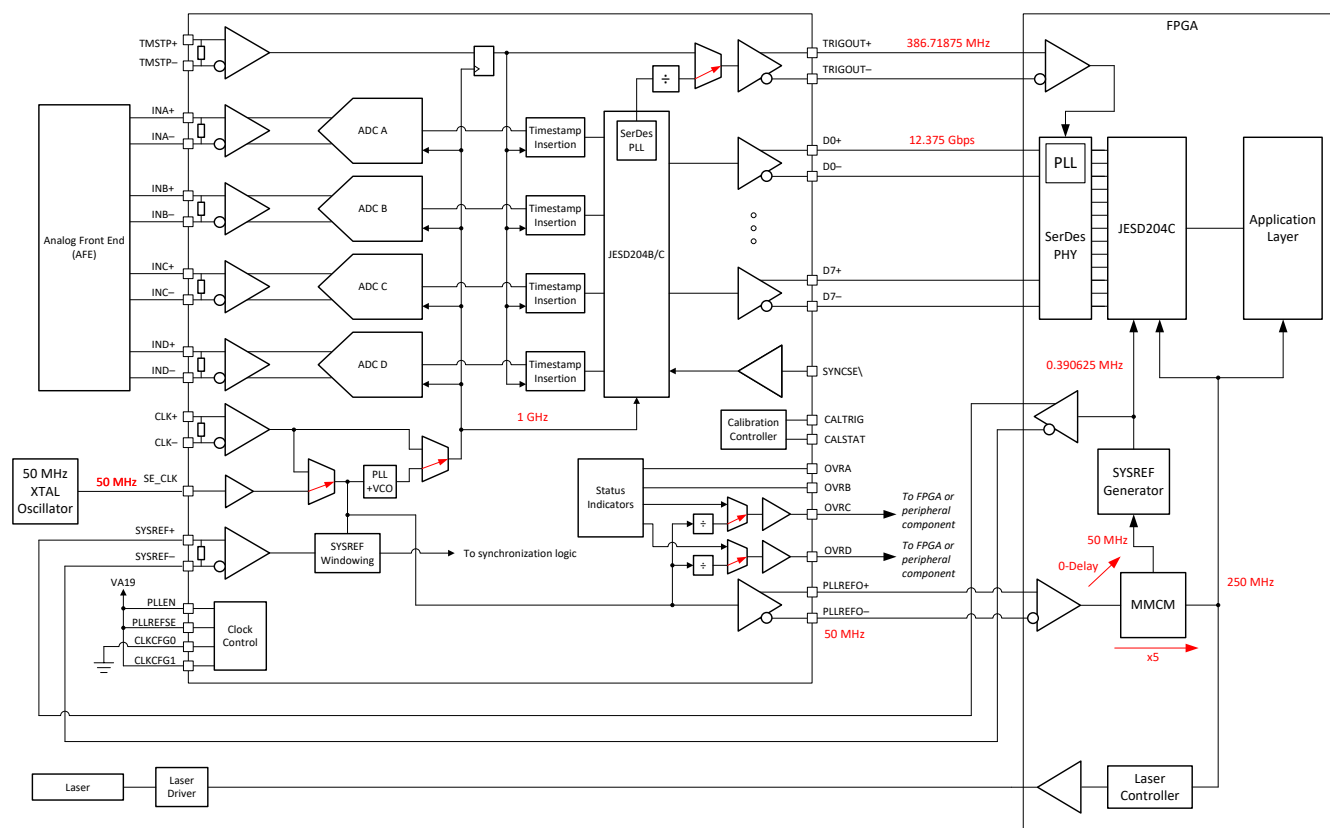 FPGA
TMSTP+
TMSTP–
TRIGOUT+
386.71875 MHz
TRIGOUT–
÷
INA+
INA–
ADC A
Timestamp
Insertion
SerDes
PLL
D0+
12.375 Gbps
D0–
PLL
INB+
INB–
ADC B
Timestamp
Insertion
Analog Front End
(AFE)
JESD204B/C
SerDes
PHY
JESD204C
Application
Layer
INC+
INC–
ADC C
Timestamp
Insertion
D7+
D7–
IND+
IND–
ADC D
Timestamp
Insertion
SYNCSE\
0.390625 MHz
CLK+
CLK–
1 GHz
Calibration
Controller
CALTRIG
CALSTAT
50 MHz
XTAL
Oscillator
50 MHz
SE_CLK
PLL
+VCO
Status
Indicators
OVRA
OVRB
OVRC
To FPGA or
peripheral
component
SYSREF
Generator
÷
SYSREF+
SYSREF–
SYSREF
Windowing
To synchronization logic
OVRD
To FPGA or
peripheral
component
÷
50 MHz
0-Delay
250 MHz
VA19
PLLEN
PLLREFSE
CLKCFG0
CLKCFG1
Clock
Control
PLLREFO+
PLLREFO–
50 MHz
MMCM
x5
Laser
Laser
Driver
Laser
Controller